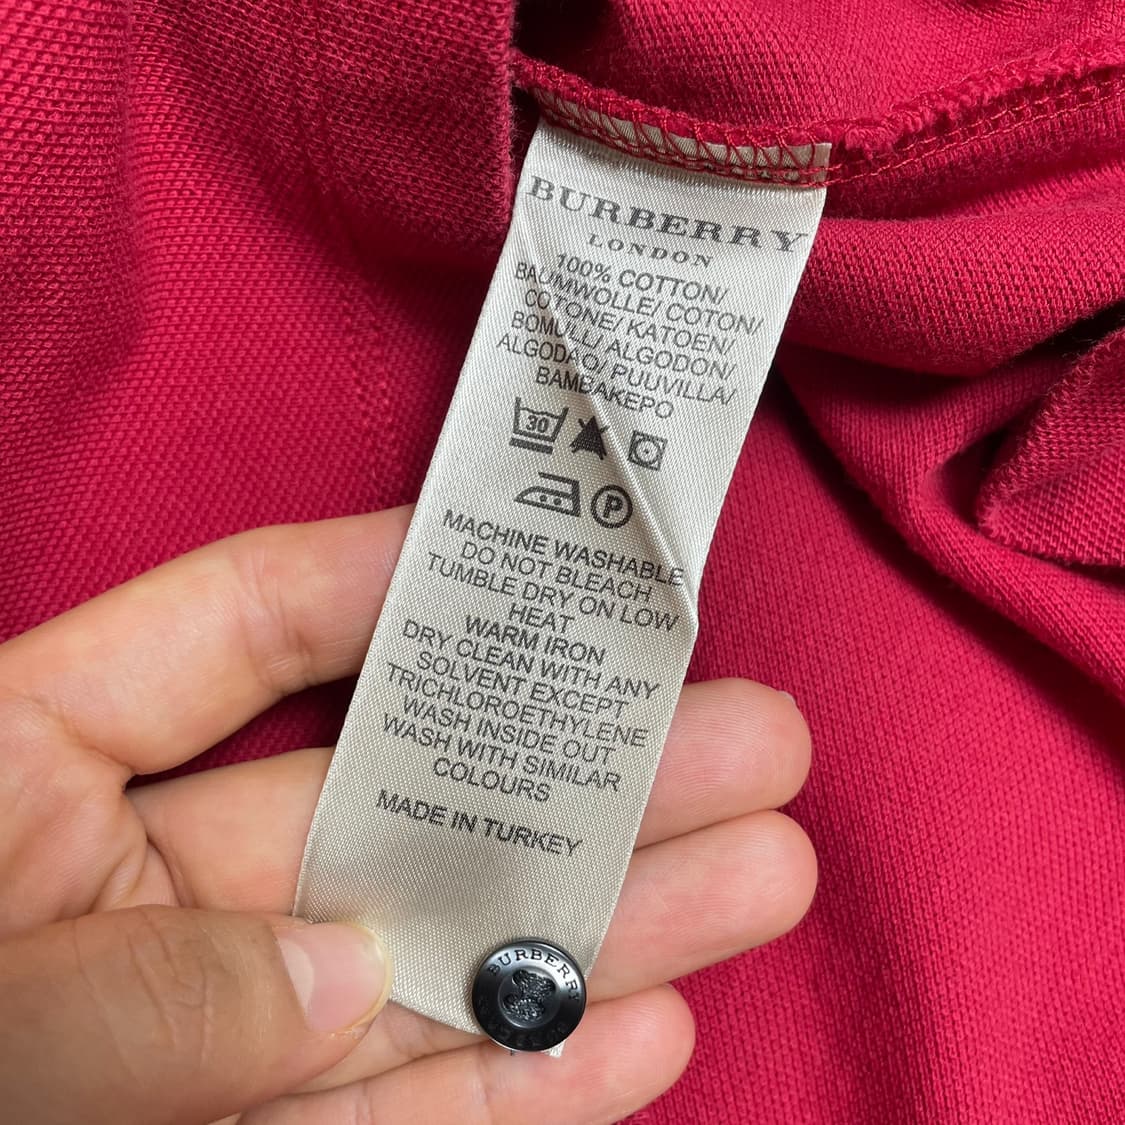 BURBERRY
LONDON
100% COTTON/
BAUMWOLLE/ COTON/
COTONE/ KATOEN/
BOMULL/ ALGODON/
ALGODAO/ PUUVILLA/
BAMBAKEPO
30
P
MACHINE WASHABLE
DO NOT BLEACH
TUMBLE DRY ON LOW
HEAT
WARM IRON
DRY CLEAN WITH ANY
SOLVENT EXCEPT
TRICHLOROETHYLENE
WASH INSIDE OUT
WASH WITH SIMILAR
COLOURS
MADE IN TURKEY
BURBERRY